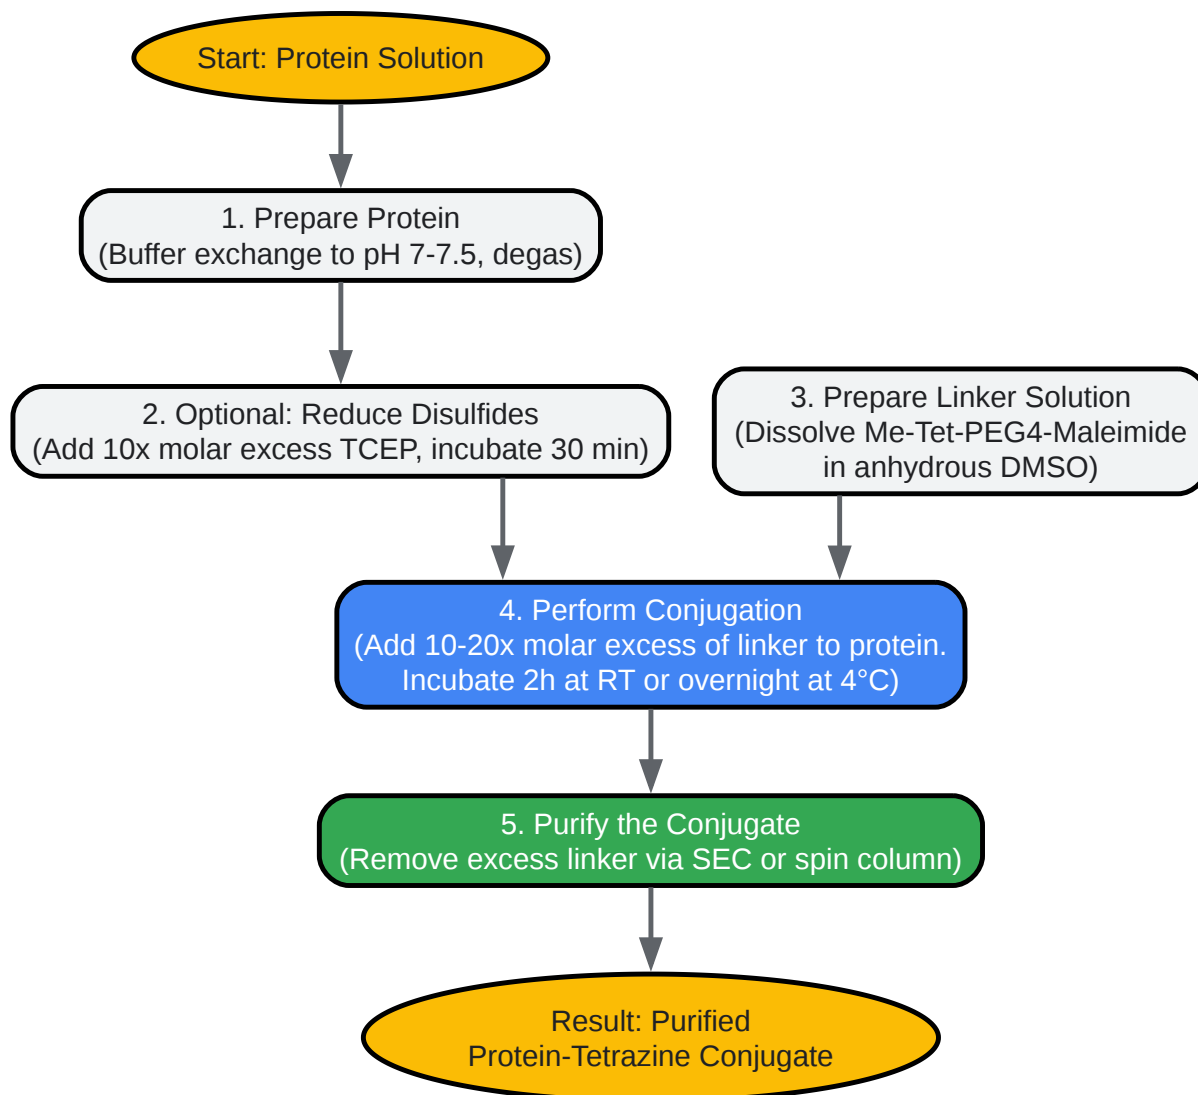 Start: Protein Solution
1. Prepare Protein
(Buffer exchange to pH 7-7.5, degas)
2. Optional: Reduce Disulfides
(Add 10x molar excess TCEP, incubate 30 min)
3. Prepare Linker Solution
(Dissolve Me-Tet-PEG4-Maleimide
in anhydrous DMSO)
4. Perform Conjugation
(Add 10-20x molar excess of linker to protein.
Incubate 2h at RT or overnight at 4°C)
5. Purify the Conjugate
(Remove excess linker via SEC or spin column)
Result: Purified
Protein-Tetrazine Conjugate